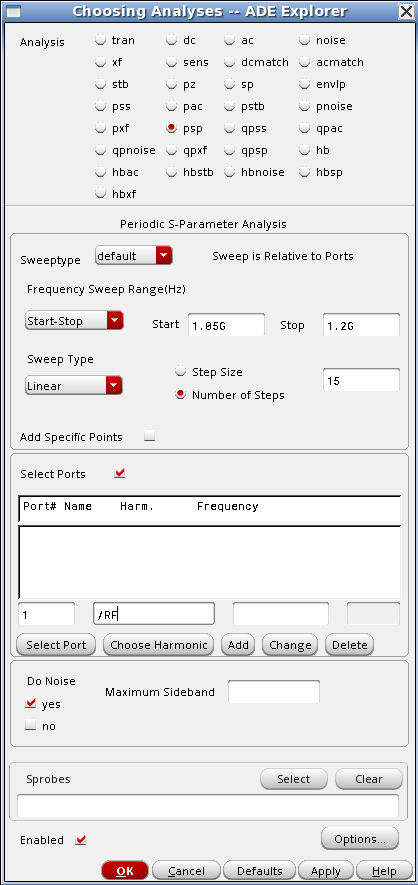 Choosing Analyses -- ADE Explorer
Analysis
tran dc ac noise
xf sens dcmatch acmatch
stb pz sp envlp
pss pac pstb pnoise
pxf psp qpss qpac
qpnoise qpxf qpsp hb
hbac hbstb hbnoise hbsp
hbxf
Periodic S-Parameter Analysis
Sweeptype default Sweep is Relative to Ports
Frequency Sweep Range(Hz)
Start-Stop Start 1.05G Stop 1.2G
Sweep Type
Step Size
Linear Number of Steps 15
Add Specific Points
Select Ports
Port# Name Harm. Frequency
1 /RF
Select Port Choose Harmonic Add Change Delete
Do Noise
Maximum Sideband
yes
no
Sprobes Select Clear
Enabled Options...
OK Cancel Defaults Apply Help